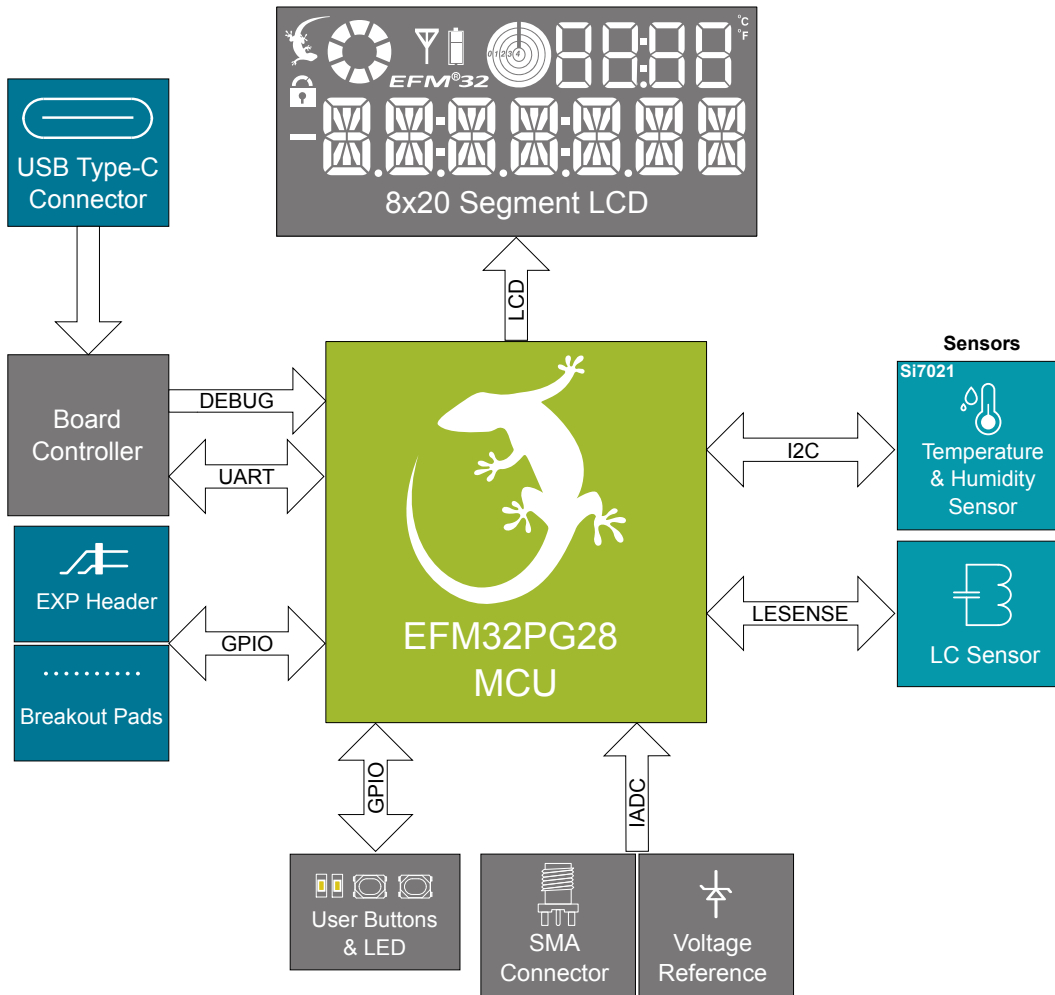 °C
°F
0 1 2 3 4
EFM®32
8x20 Segment LCD
USB Type-C
Connector
LCD
Board
Controller
DEBUG
UART
Sensors
Si7021
Temperature
& Humidity
Sensor
I2C
EFM32PG28
MCU
EXP Header
GPIO
Breakout Pads
LESENSE
LC Sensor
GPIO
IADC
User Buttons
& LED
SMA
Connector
Voltage
Reference